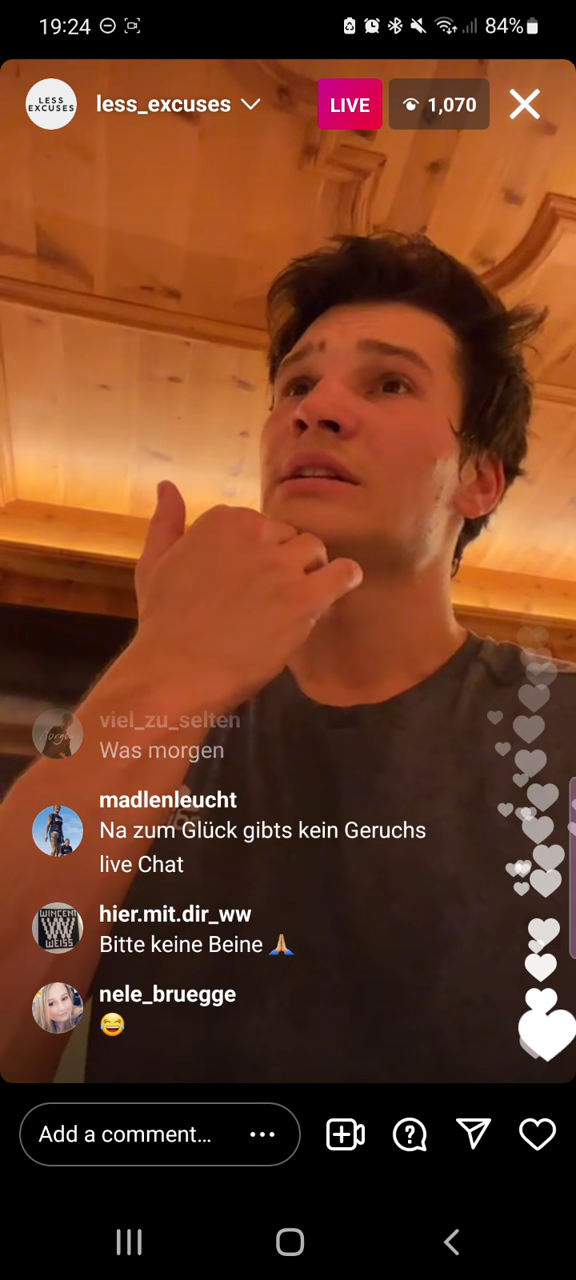 19:24
84%
LESS
EXCUSES
less_excuses
LIVE
1,070
viel_zu_selten
Was morgen
madlenleucht
Na zum Glück gibts kein Geruchs
live Chat
WINCENT
WW
WEISS
hier.mit.dir_ww
Bitte keine Beine 🙏🏼
nele_bruegge
😂
Add a comment...